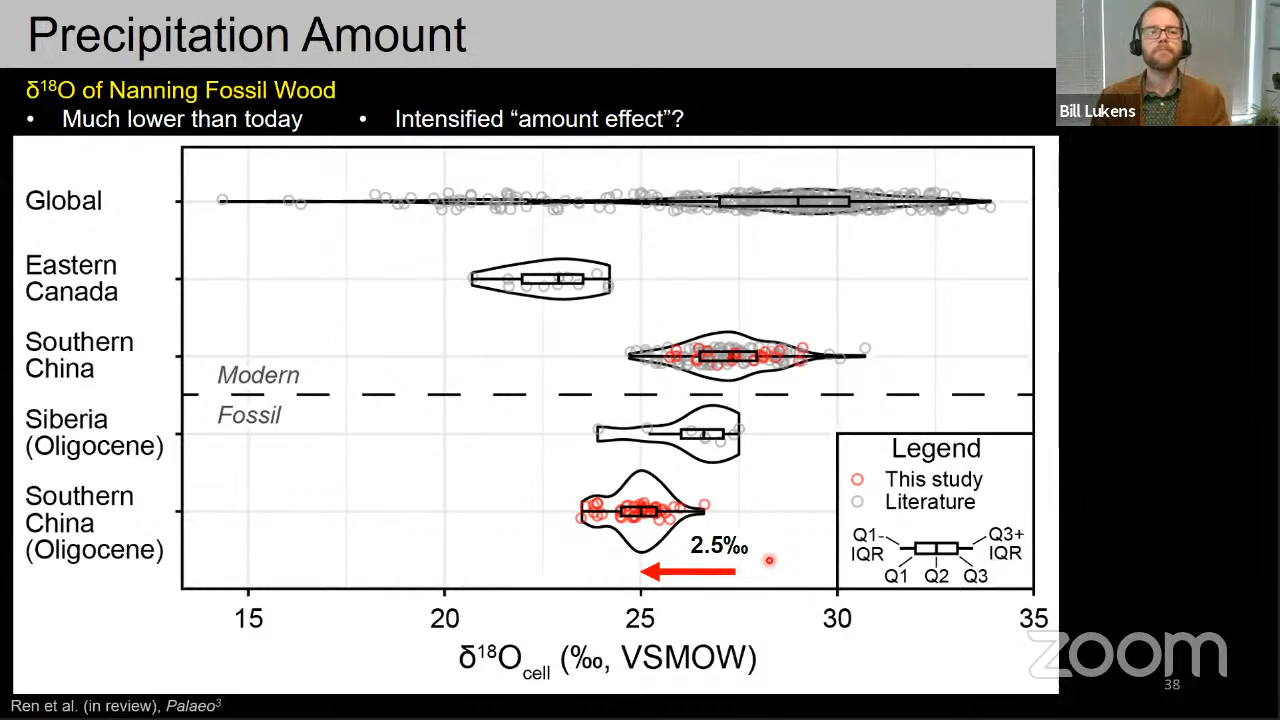 Precipitation Amount
Bill Lukens
δ¹⁸O of Nanning Fossil Wood
• Much lower than today
• Intensified “amount effect”?
Global
Eastern
Canada
Southern
China
Modern
Fossil
Siberia
(Oligocene)
Southern
China
(Oligocene)
2.5‰
Legend
This study
Literature
Q1-
IQR
Q3+
IQR
Q1
Q2
Q3
15
20
25
30
35
δ¹⁸Ocell (‰, VSMOW)
zoom
38
Ren et al. (in review), Palaeo³